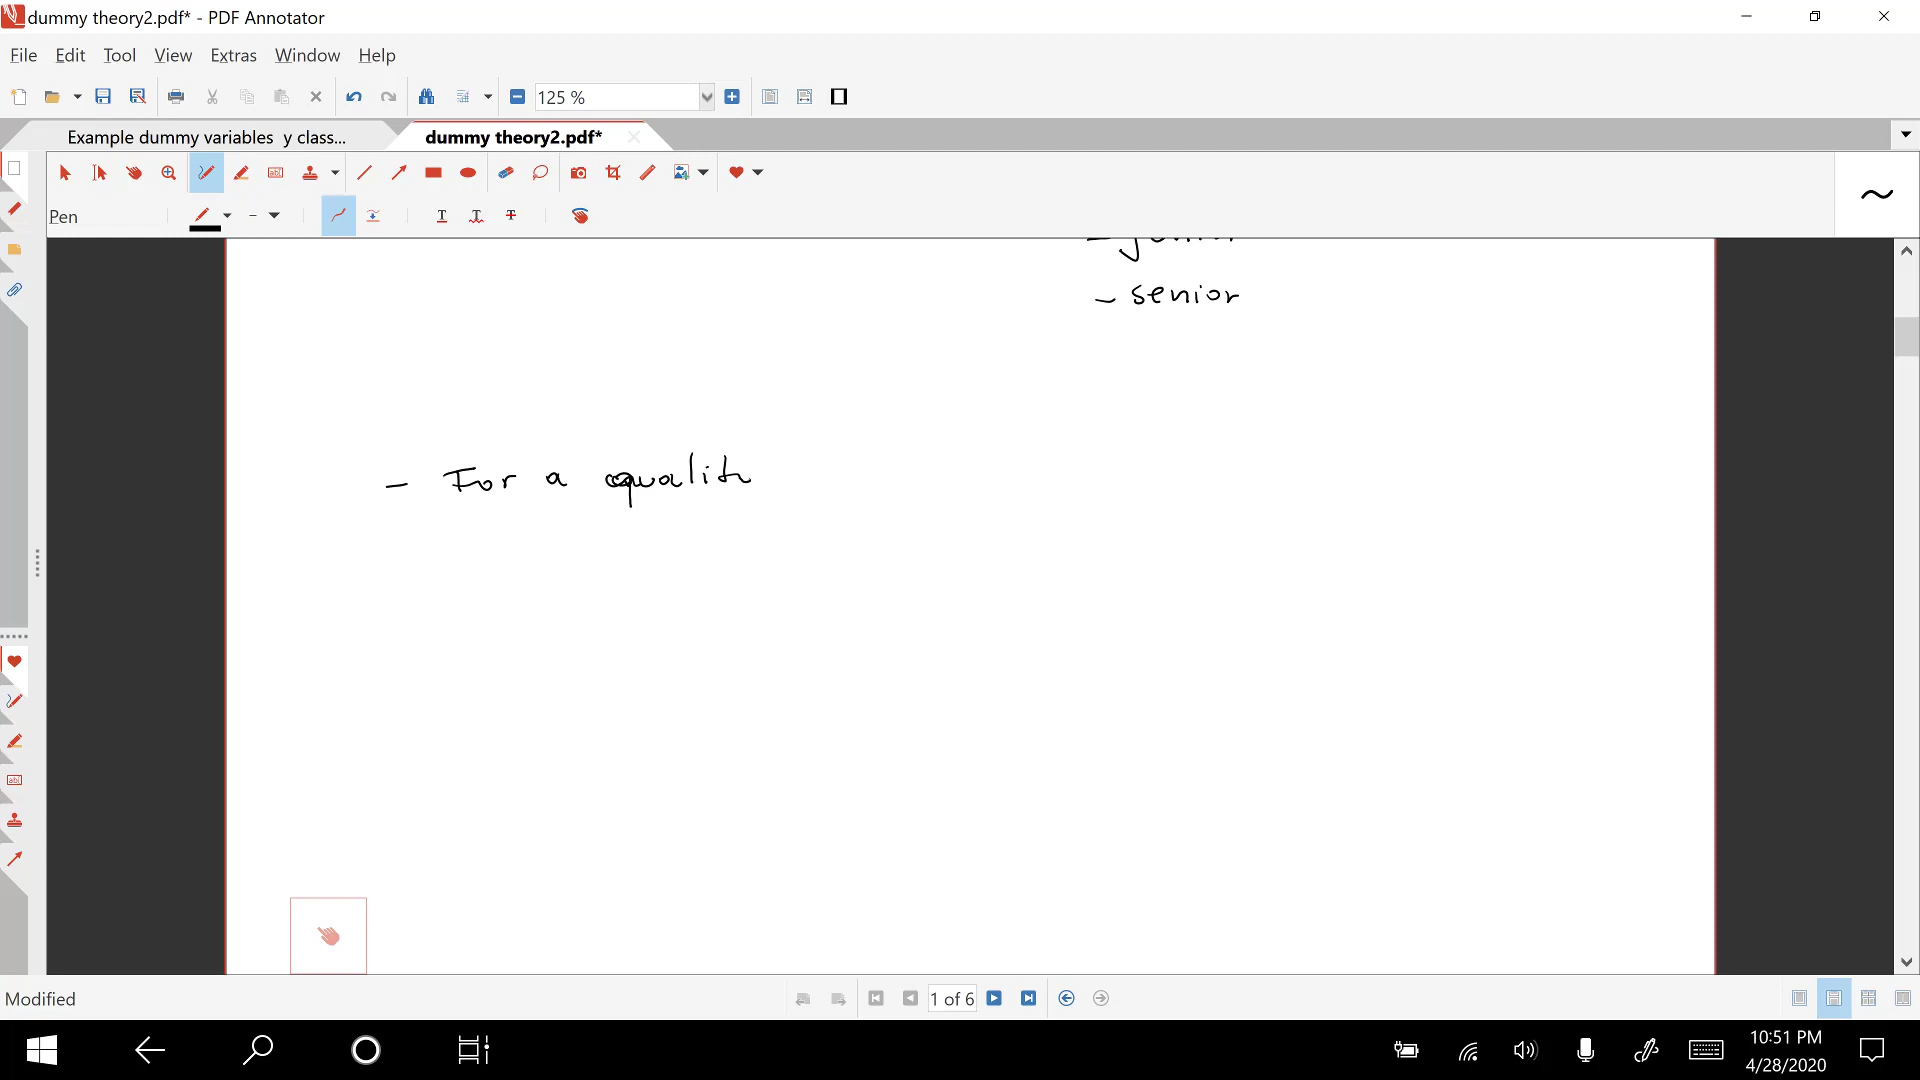 dummy theory2.pdf* - PDF Annotator
File Edit Tool View Extras Window Help
125 %
Example dummy variables y class...
dummy theory2.pdf*
Pen
- senior
- For a qualit
Modified
1 of 6
10:51 PM
4/28/2020